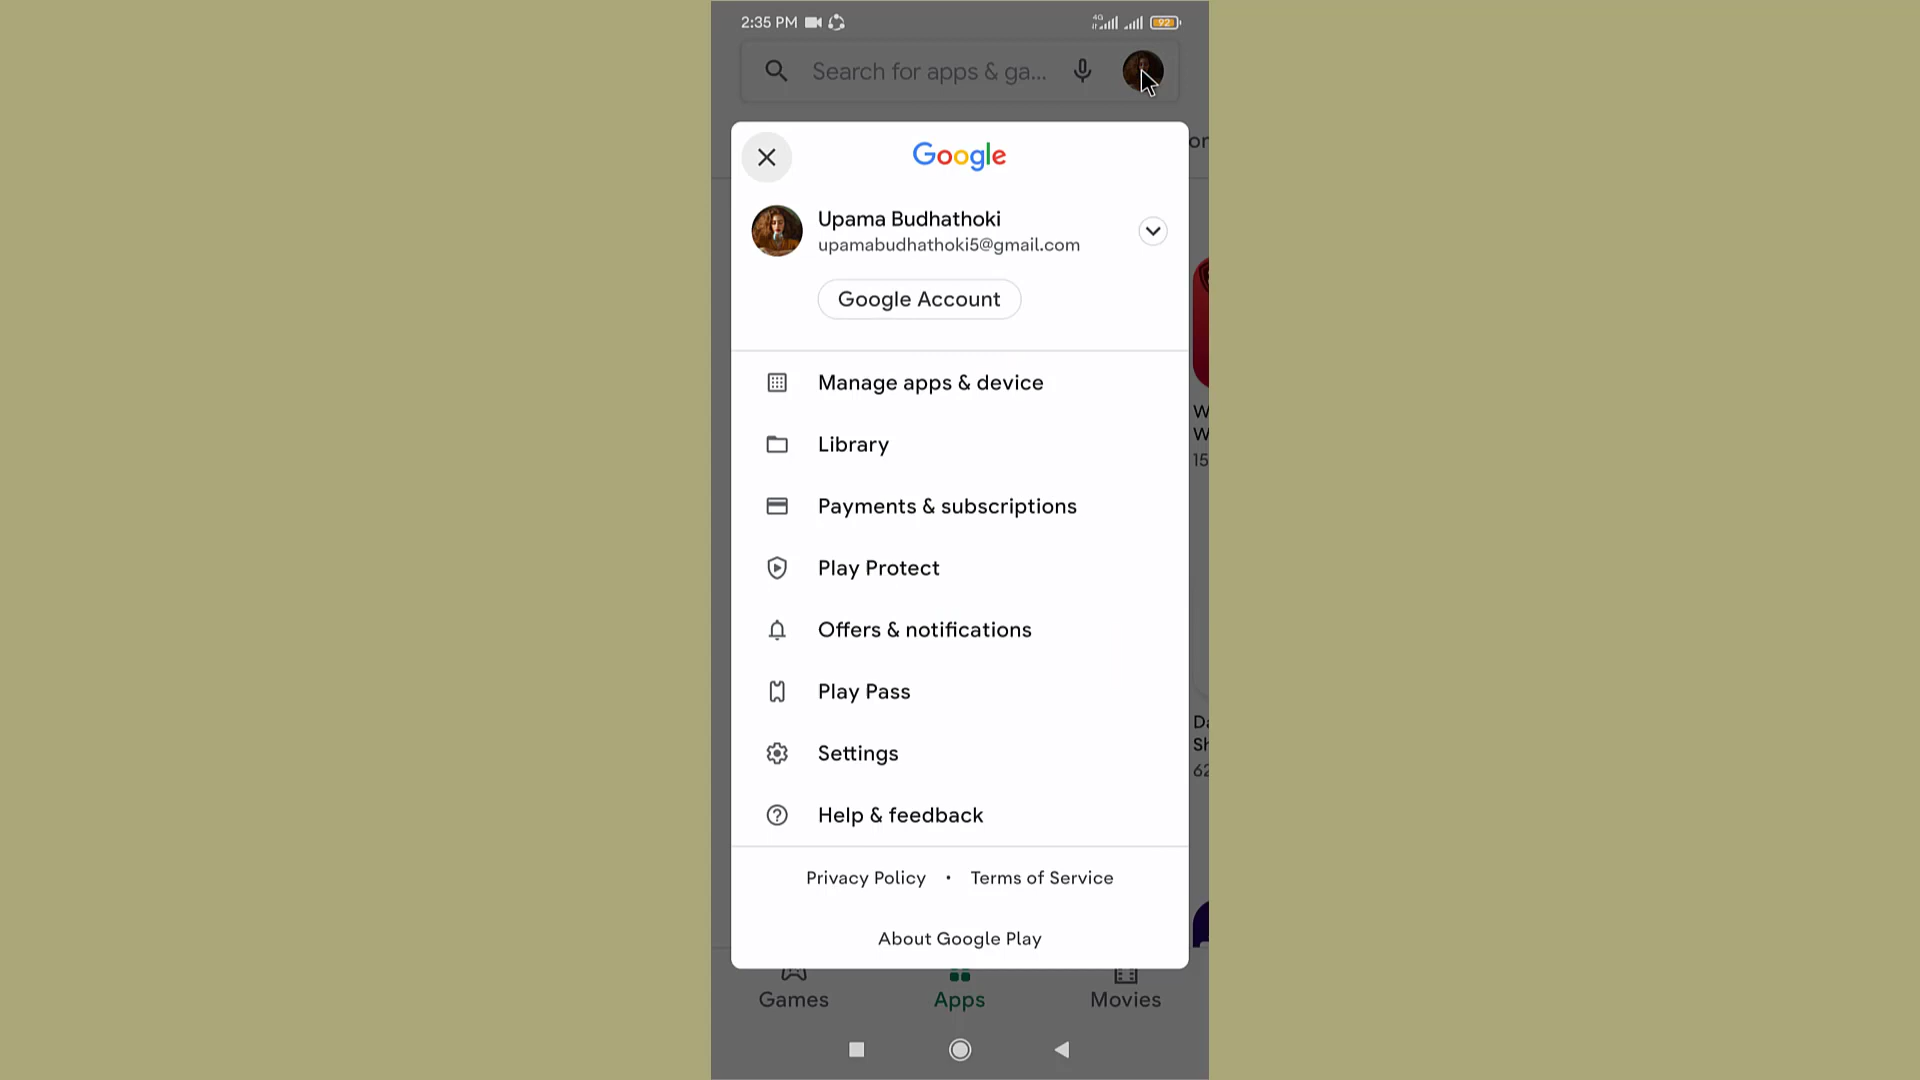 2:35 PM
4G
92
Search for apps & ga...
Google
Upama Budhathoki
upamabudhathoki5@gmail.com
Google Account
Manage apps & device
Library
Payments & subscriptions
Play Protect
Offers & notifications
Play Pass
Settings
Help & feedback
Privacy Policy • Terms of Service
About Google Play
Games
Apps
Movies